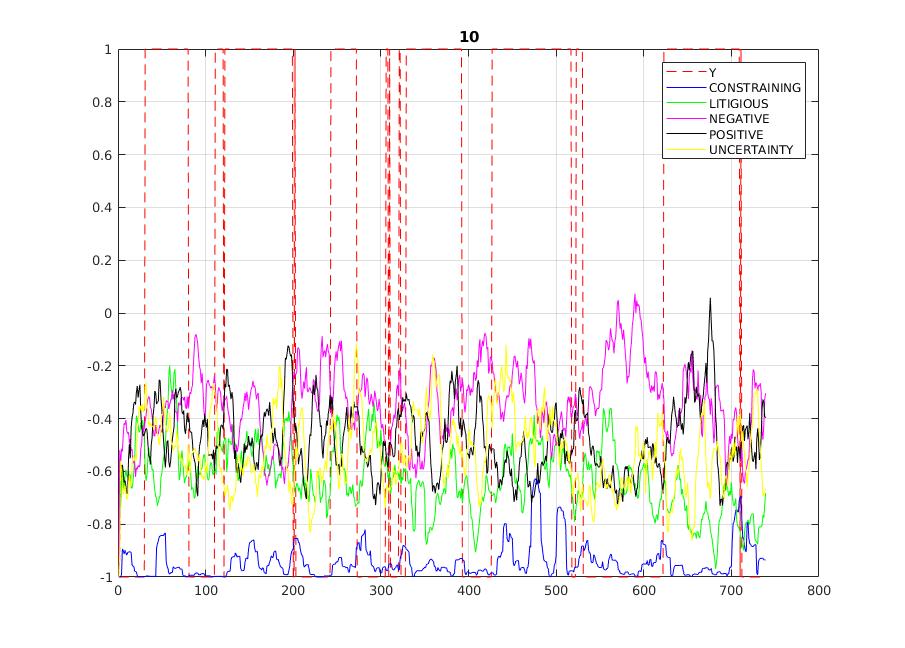 10
1
0.8
0.6
0.4
0.2
0
-0.2
-0.4
-0.6
-0.8
-1
0 100 200 300 400 500 600 700 800
Y
CONSTRAINING
LITIGIOUS
NEGATIVE
POSITIVE
UNCERTAINTY